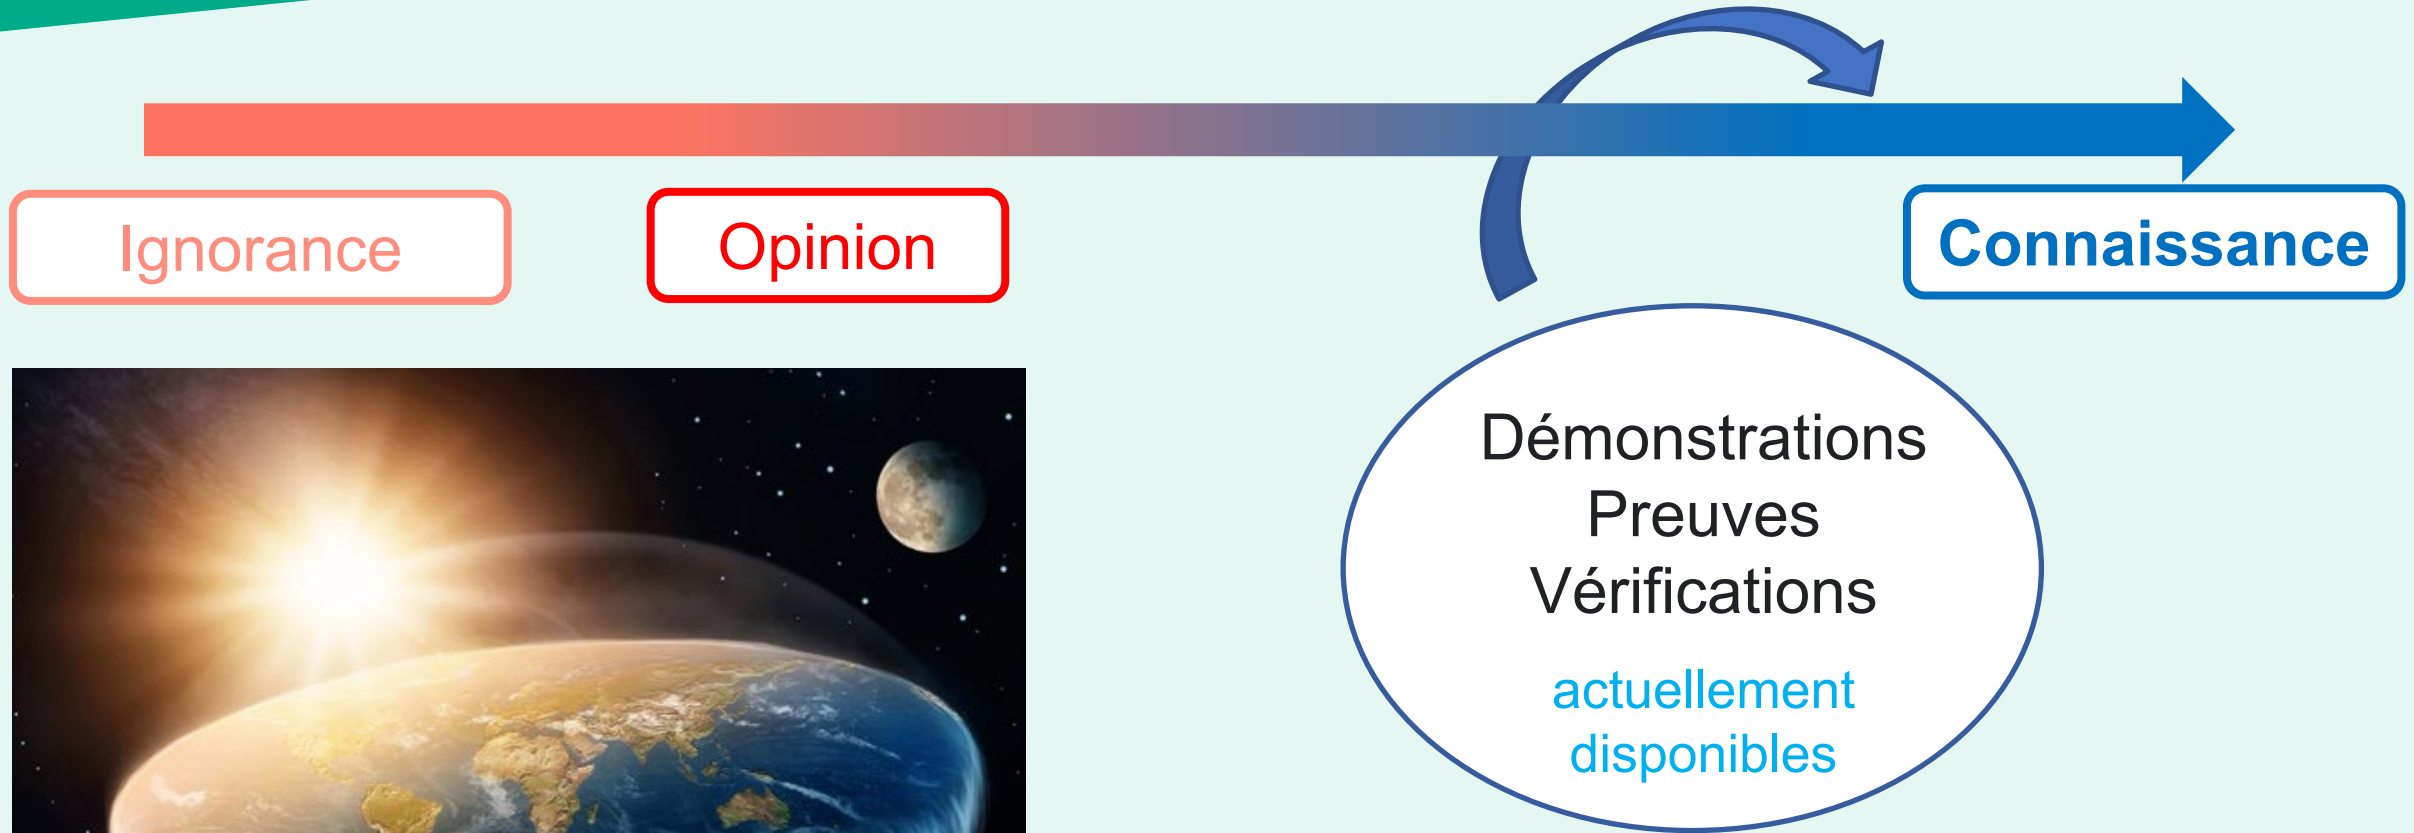 Ignorance
Opinion
Connaissance
Démonstrations
Preuves
Vérifications
actuellement
disponibles